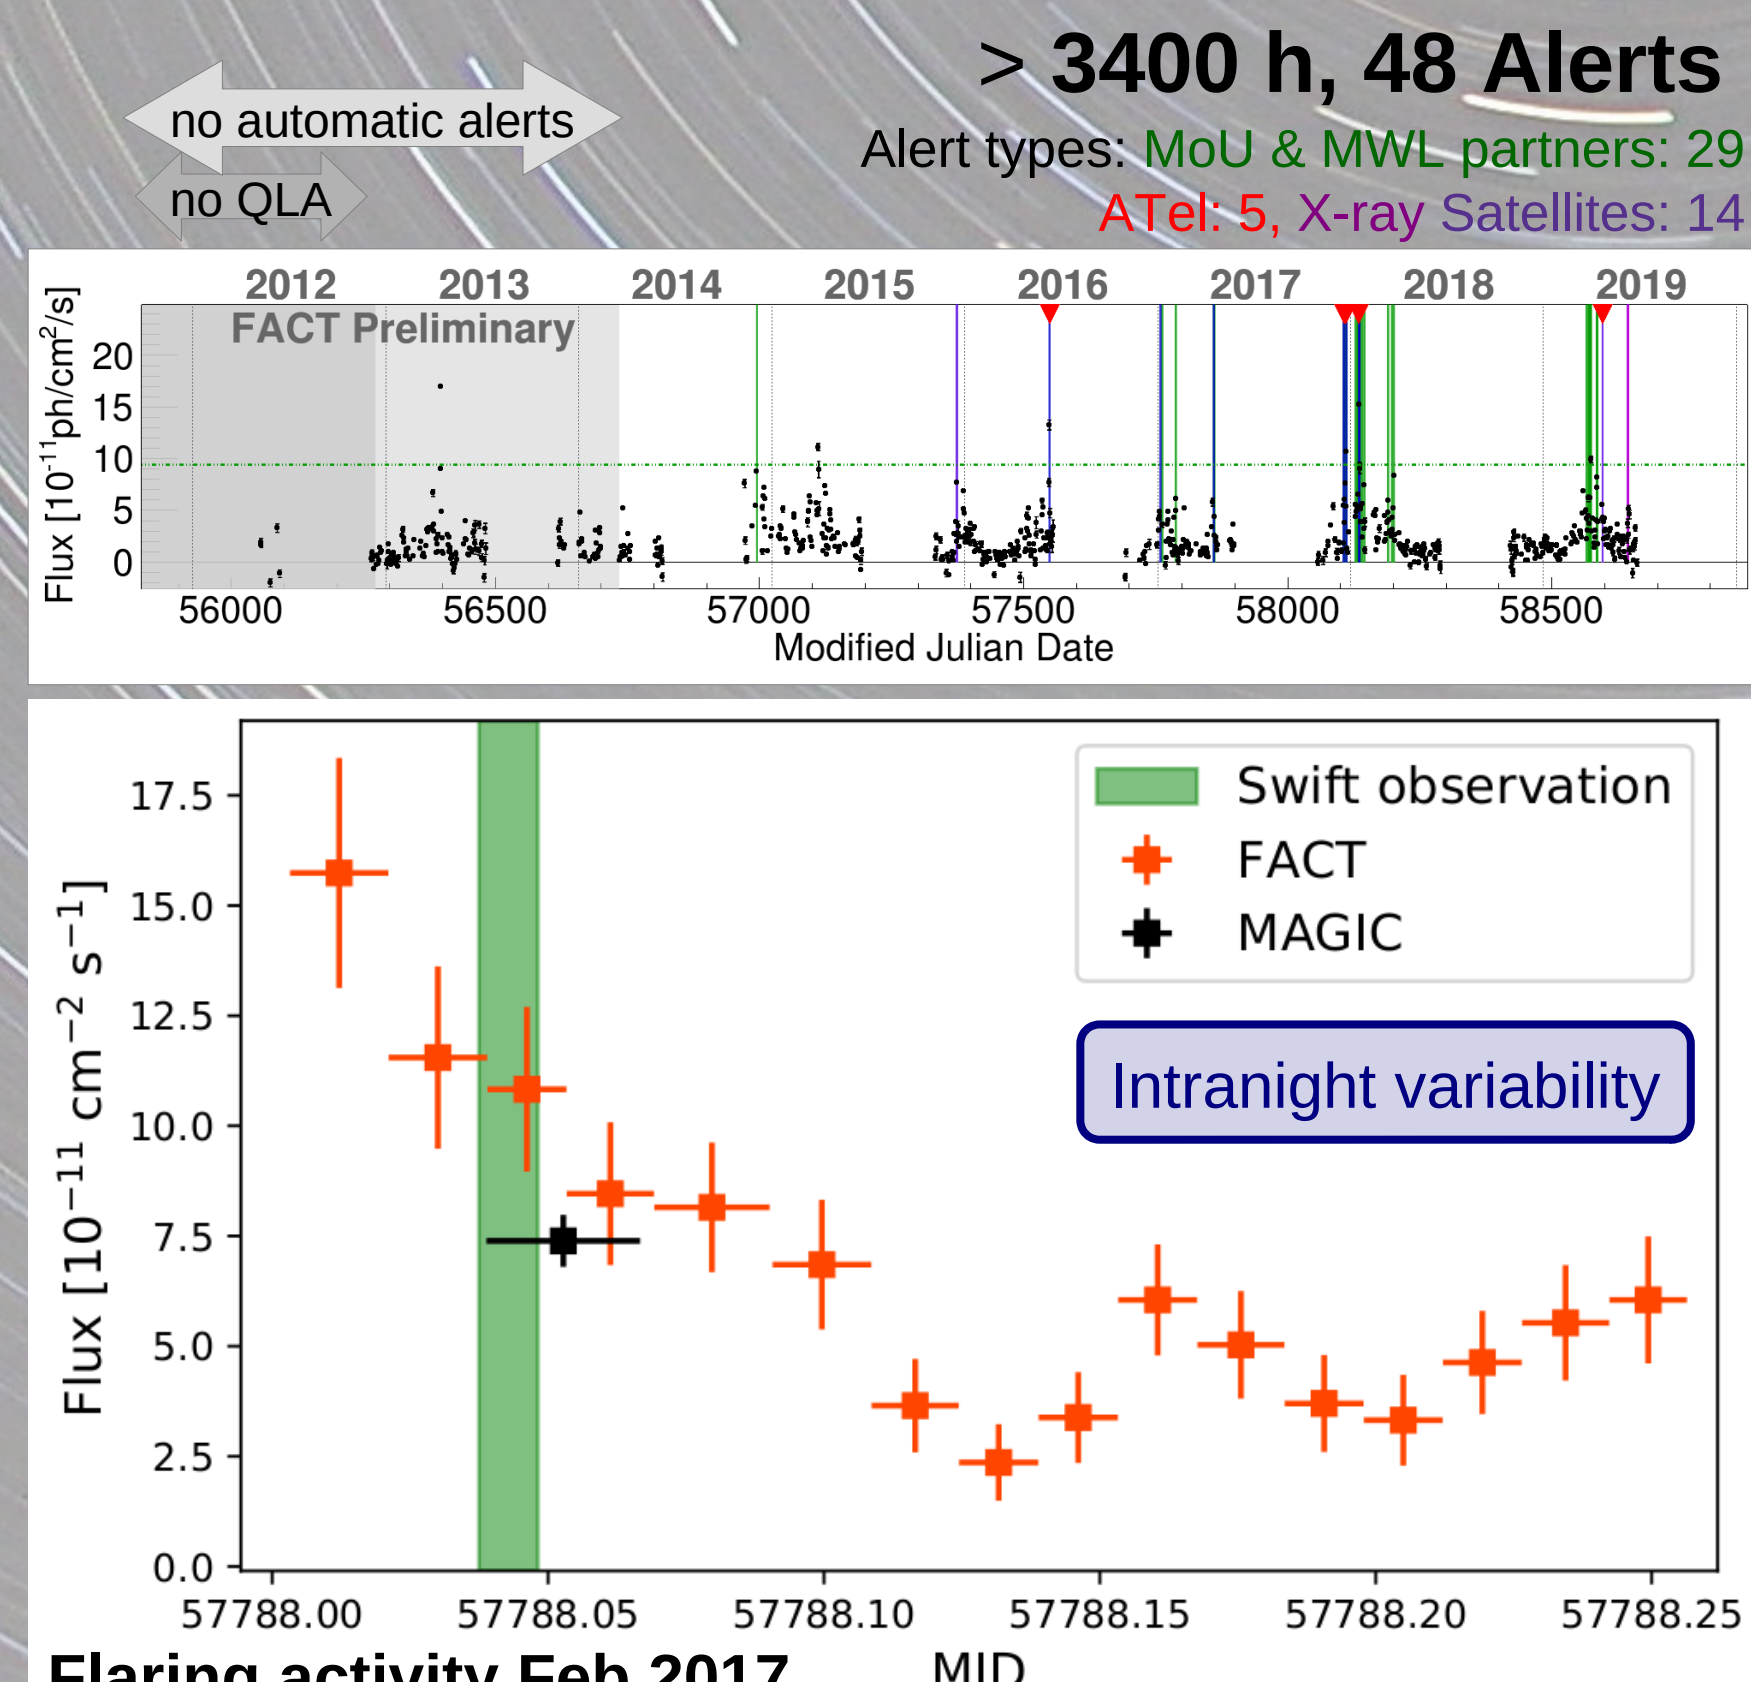 > 3400 h, 48 Alerts
no automatic alerts
Alert types: MoU & MWL partners: 29
no QLA
ATel: 5, X-ray Satellites: 14
2012 2013 2014 2015 2016 2017 2018 2019
FACT Preliminary
Flux [10⁻¹¹ph/cm²/s]
20
15
10
5
0
56000 56500 57000 57500 58000 58500
Modified Julian Date
Swift observation
FACT
MAGIC
Intranight variability
Flux [10⁻¹¹ cm⁻² s⁻¹]
17.5
15.0
12.5
10.0
7.5
5.0
2.5
0.0
57788.00 57788.05 57788.10 57788.15 57788.20 57788.25
Flaring activity Feb 2017
MJD